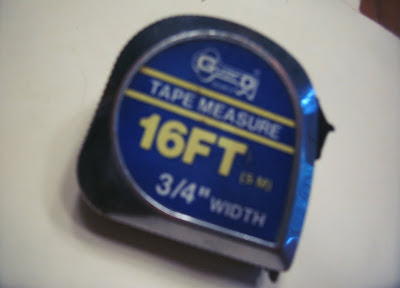 TAPE MEASURE
16FT
(5 M)
3/4" WIDTH